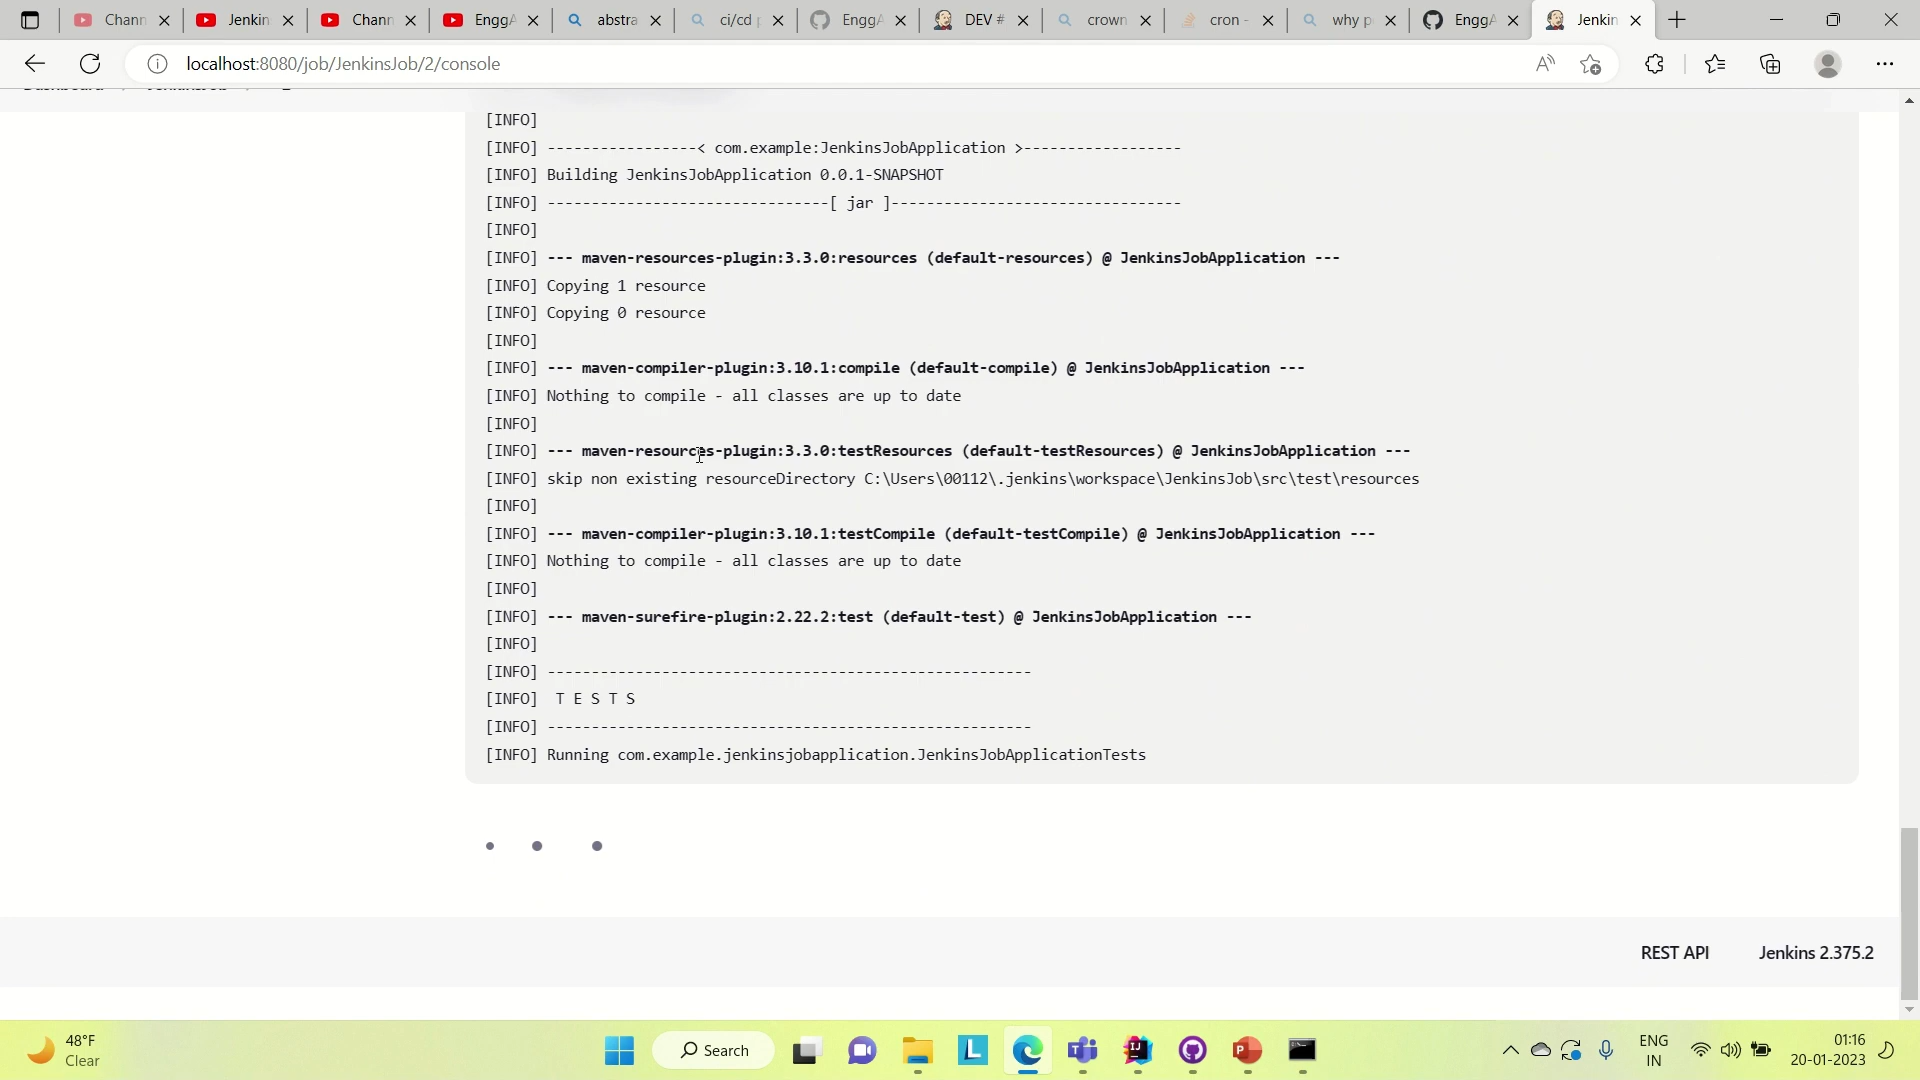 Chann
Jenkin
Chann
EnggA
abstra
ci/cd p
EnggA
DEV #
crown
cron -
why p
EnggA
Jenkin
localhost:8080/job/JenkinsJob/2/console
[INFO]
[INFO] -----------------< com.example:JenkinsJobApplication >------------------
[INFO] Building JenkinsJobApplication 0.0.1-SNAPSHOT
[INFO] --------------------------------[ jar ]---------------------------------
[INFO]
[INFO] --- maven-resources-plugin:3.3.0:resources (default-resources) @ JenkinsJobApplication ---
[INFO] Copying 1 resource
[INFO] Copying 0 resource
[INFO]
[INFO] --- maven-compiler-plugin:3.10.1:compile (default-compile) @ JenkinsJobApplication ---
[INFO] Nothing to compile - all classes are up to date
[INFO]
[INFO] --- maven-resources-plugin:3.3.0:testResources (default-testResources) @ JenkinsJobApplication ---
[INFO] skip non existing resourceDirectory C:\Users\00112\.jenkins\workspace\JenkinsJob\src\test\resources
[INFO]
[INFO] --- maven-compiler-plugin:3.10.1:testCompile (default-testCompile) @ JenkinsJobApplication ---
[INFO] Nothing to compile - all classes are up to date
[INFO]
[INFO] --- maven-surefire-plugin:2.22.2:test (default-test) @ JenkinsJobApplication ---
[INFO]
[INFO] -------------------------------------------------------
[INFO]  T E S T S
[INFO] -------------------------------------------------------
[INFO] Running com.example.jenkinsjobapplication.JenkinsJobApplicationTests
REST API
Jenkins 2.375.2
48°F
Clear
Search
ENG
IN
01:16
20-01-2023